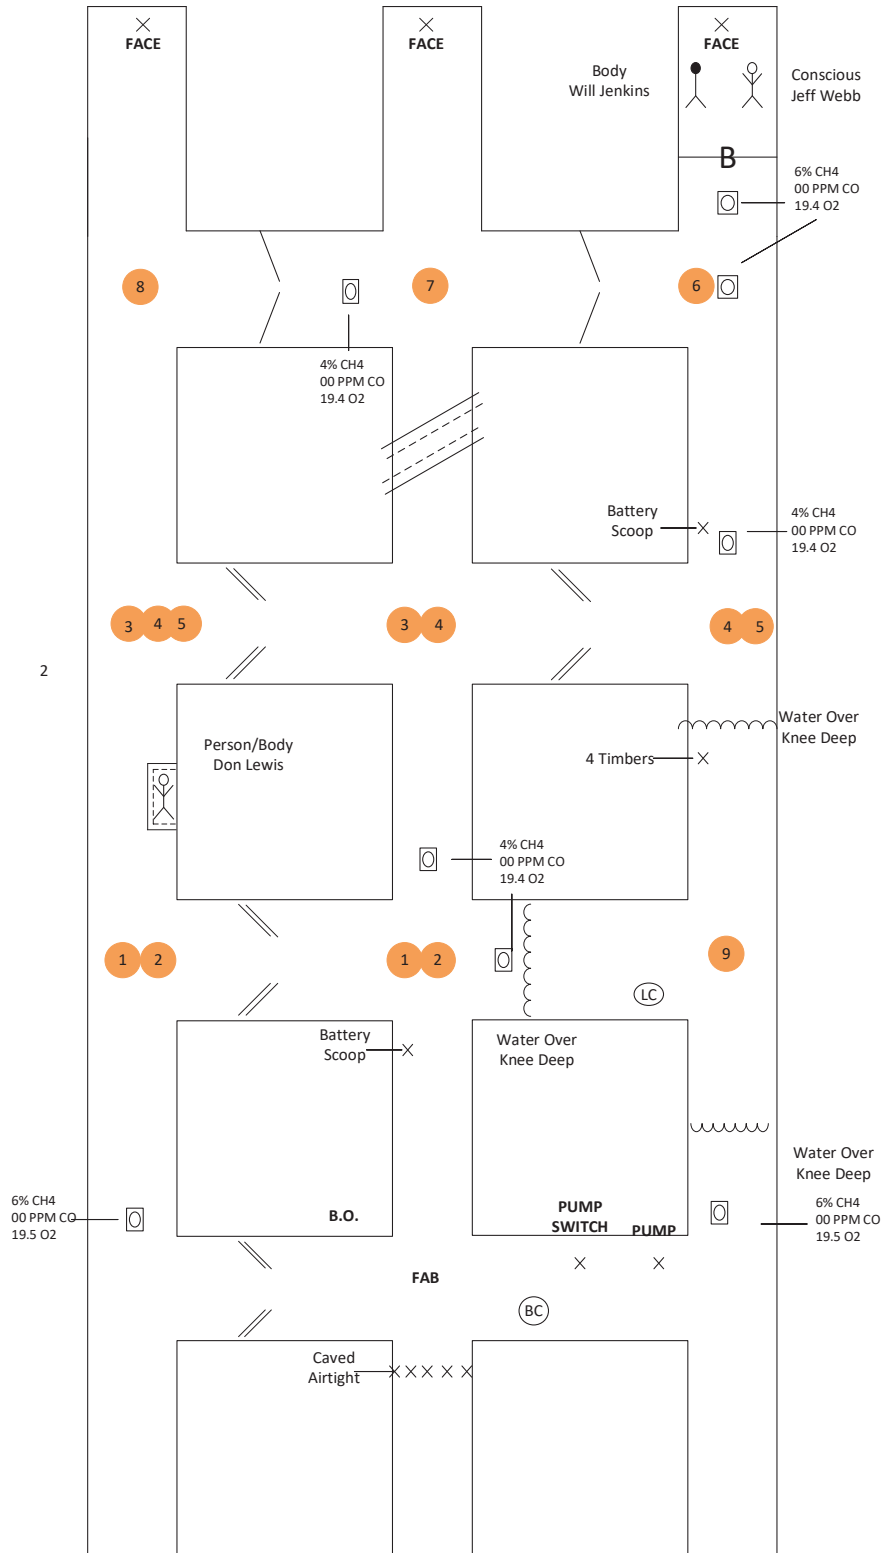 FACE
FACE
FACE
Body
Will Jenkins
Conscious
Jeff Webb
B
6% CH4
00 PPM CO
19.4 O2
8
7
6
4% CH4
00 PPM CO
19.4 O2
Battery
Scoop
4% CH4
00 PPM CO
19.4 O2
3
4
5
3
4
4
5
2
Water Over
Knee Deep
Person/Body
Don Lewis
4 Timbers
4% CH4
00 PPM CO
19.4 O2
1
2
1
2
9
LC
Battery
Scoop
Water Over
Knee Deep
Water Over
Knee Deep
6% CH4
00 PPM CO
19.5 O2
B.O.
PUMP
SWITCH
PUMP
6% CH4
00 PPM CO
19.5 O2
FAB
BC
Caved
Airtight